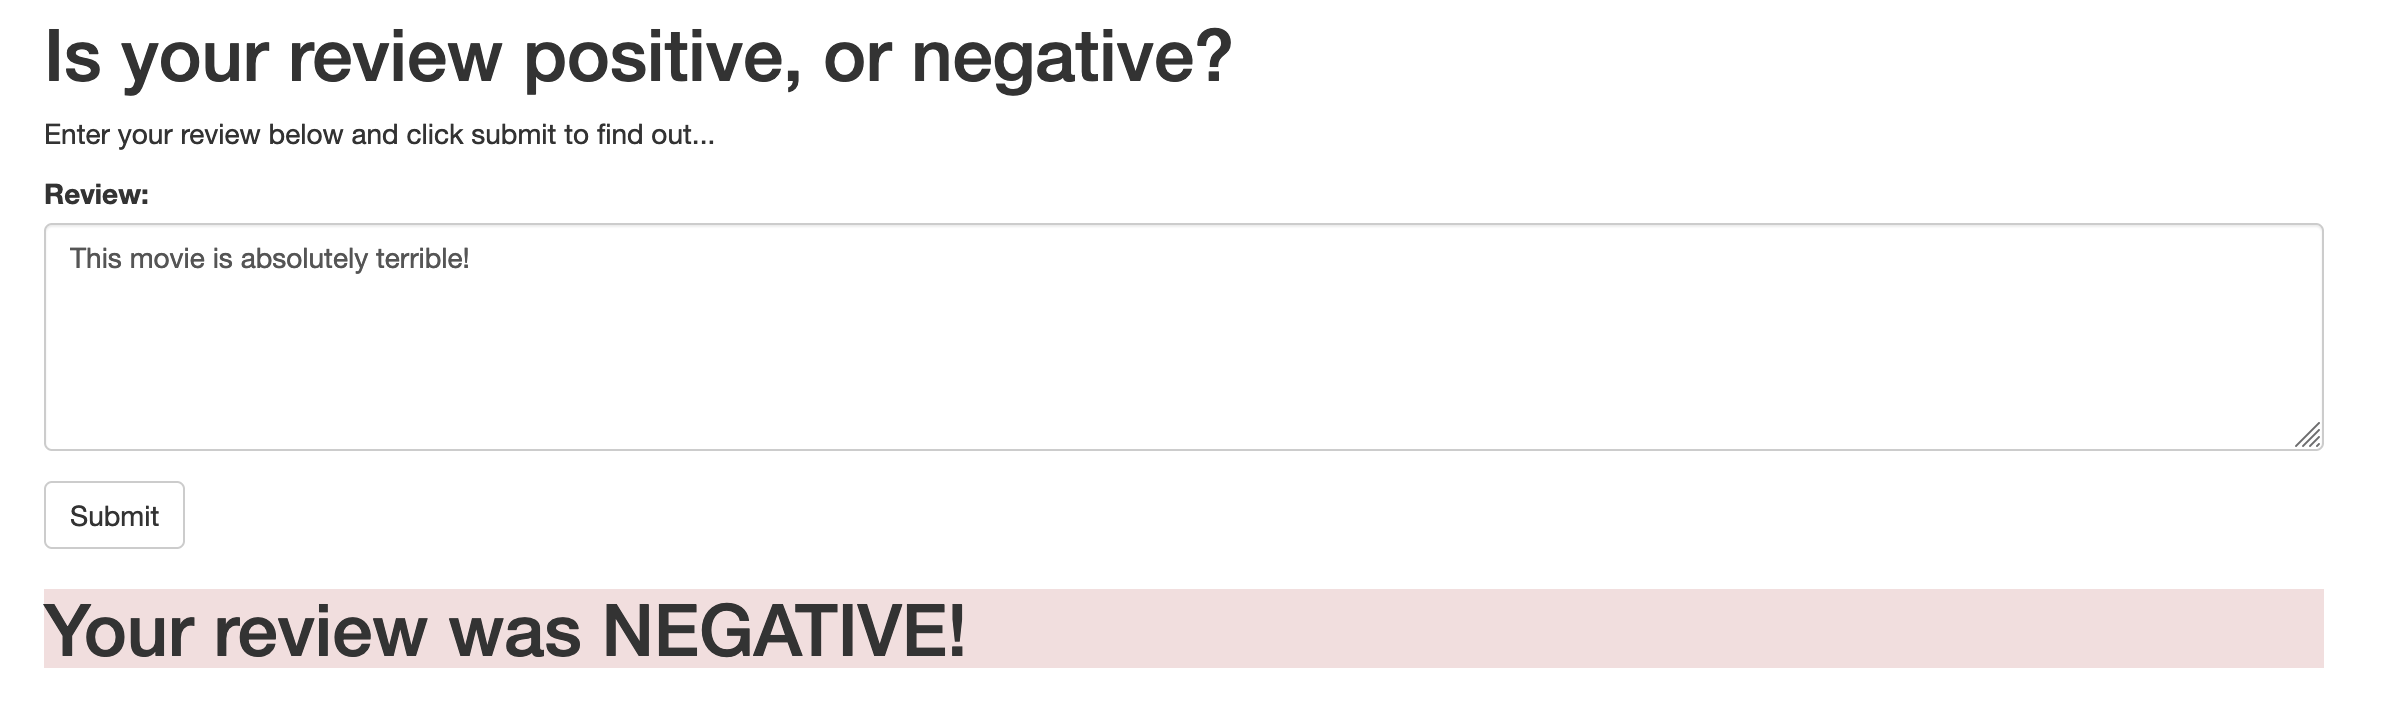 Is your review positive, or negative?
Enter your review below and click submit to find out...
Review:
This movie is absolutely terrible!
Submit
Your review was NEGATIVE!